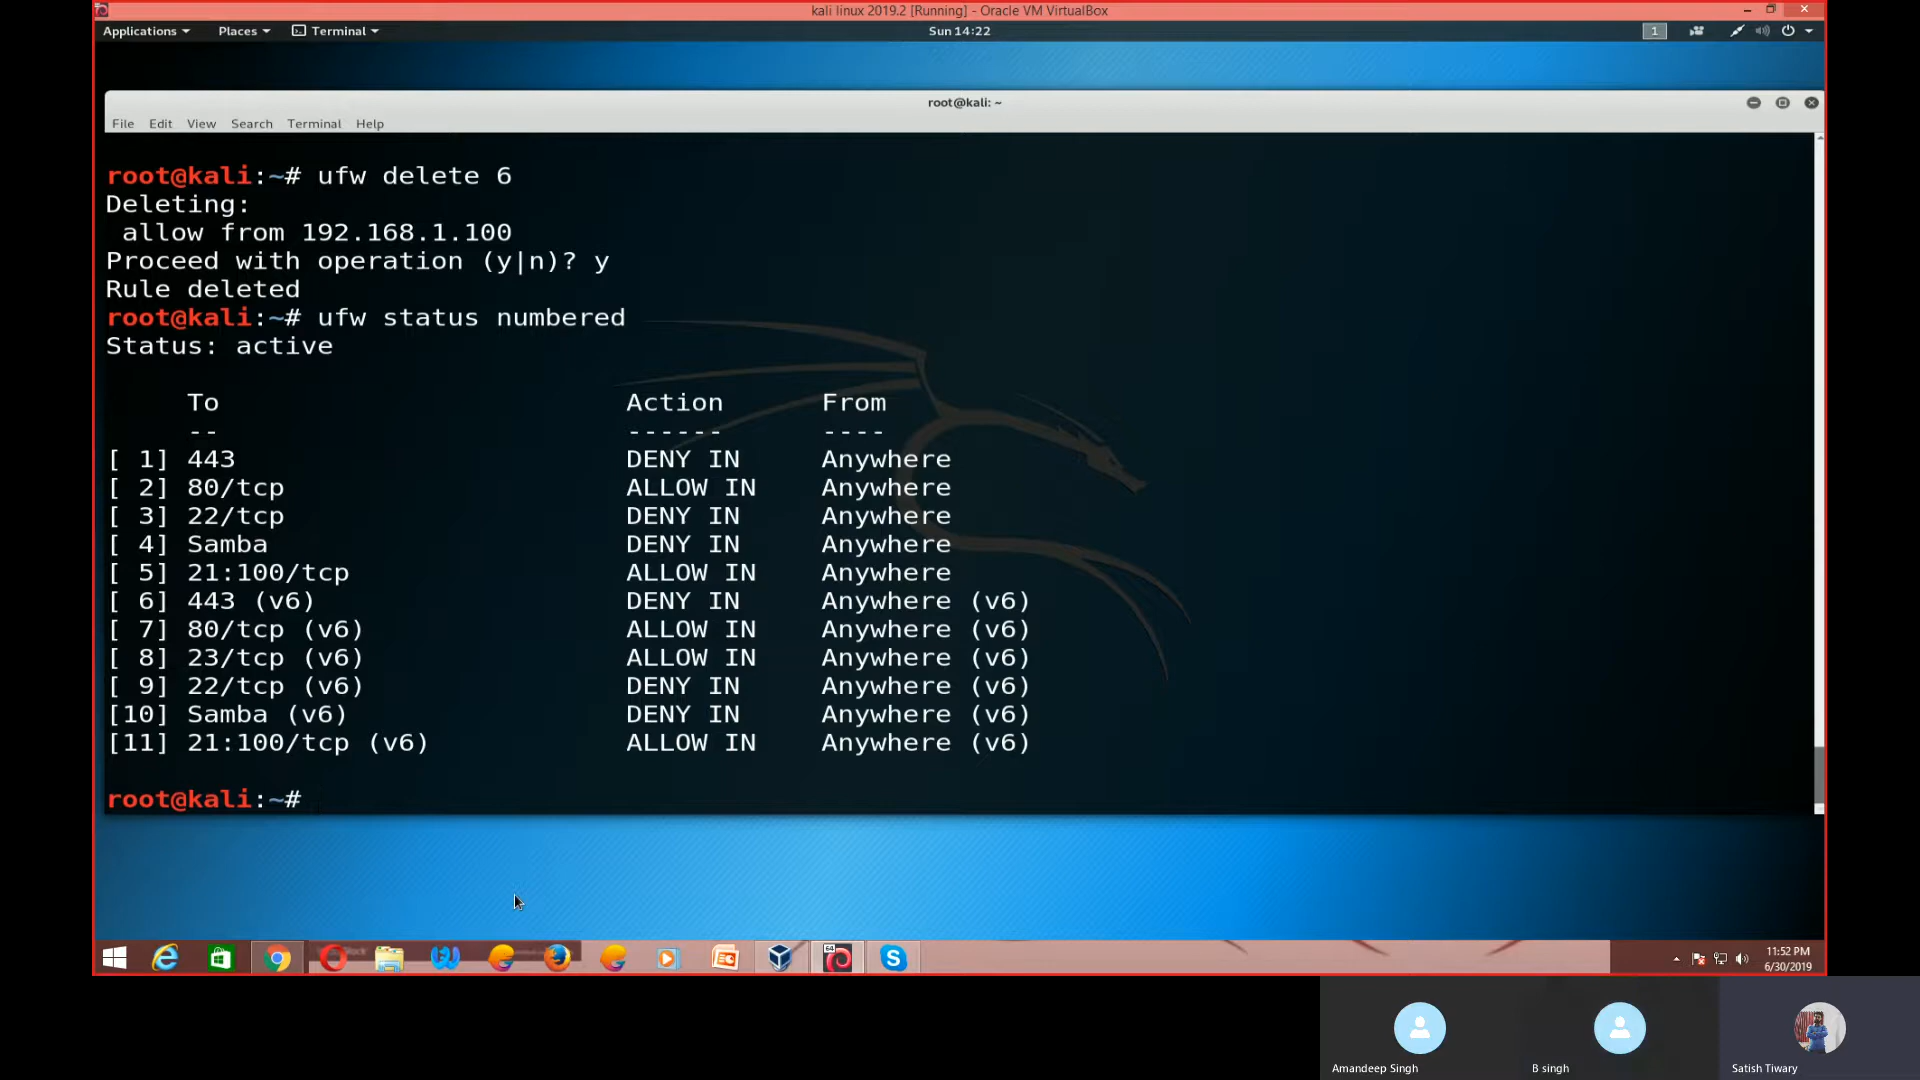 kali linux 2019.2 [Running] - Oracle VM VirtualBox
Applications Places Terminal Sun 14:22 1
root@kali: ~
File Edit View Search Terminal Help
root@kali:~# ufw delete 6
Deleting:
allow from 192.168.1.100
Proceed with operation (y|n)? y
Rule deleted
root@kali:~# ufw status numbered
Status: active
To Action From
-- ------ ----
[ 1] 443 DENY IN Anywhere
[ 2] 80/tcp ALLOW IN Anywhere
[ 3] 22/tcp DENY IN Anywhere
[ 4] Samba DENY IN Anywhere
[ 5] 21:100/tcp ALLOW IN Anywhere
[ 6] 443 (v6) DENY IN Anywhere (v6)
[ 7] 80/tcp (v6) ALLOW IN Anywhere (v6)
[ 8] 23/tcp (v6) ALLOW IN Anywhere (v6)
[ 9] 22/tcp (v6) DENY IN Anywhere (v6)
[10] Samba (v6) DENY IN Anywhere (v6)
[11] 21:100/tcp (v6) ALLOW IN Anywhere (v6)
root@kali:~#
64
11:52 PM
6/30/2019
Amandeep Singh B singh Satish Tiwary